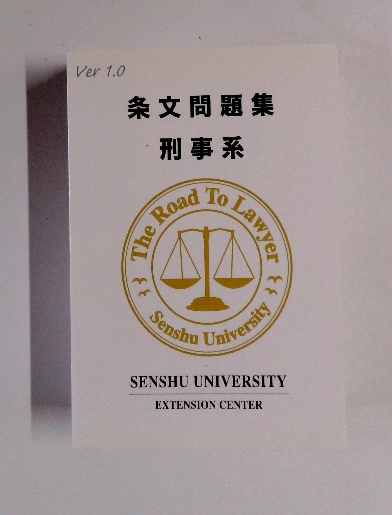 Ver 1.0
条文問題集
刑事系
The Road To Lawyer
Senshu University
SENSHU UNIVERSITY
EXTENSION CENTER